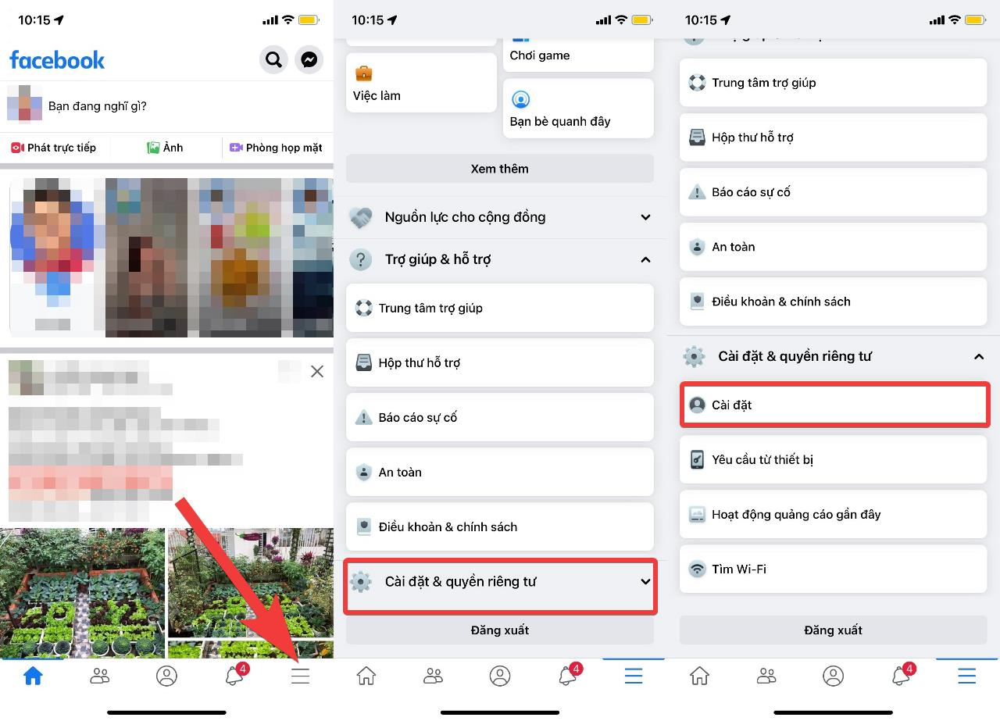 10:15
facebook
Bạn đang nghĩ gì?
Phát trực tiếp
Ảnh
Phòng họp mặt
4
10:15
Chơi game
Việc làm
Bạn bè quanh đây
Xem thêm
Nguồn lực cho cộng đồng
Trợ giúp & hỗ trợ
Trung tâm trợ giúp
Hộp thư hỗ trợ
Báo cáo sự cố
An toàn
Điều khoản & chính sách
Cài đặt & quyền riêng tư
Đăng xuất
4
10:15
Trung tâm trợ giúp
Hộp thư hỗ trợ
Báo cáo sự cố
An toàn
Điều khoản & chính sách
Cài đặt & quyền riêng tư
Cài đặt
Yêu cầu từ thiết bị
Hoạt động quảng cáo gần đây
Tìm Wi-Fi
Đăng xuất
4